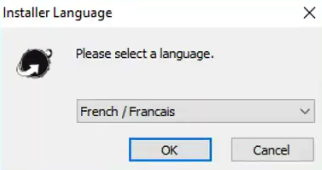 Installer Language
Please select a language.
French / Francais
OK
Cancel